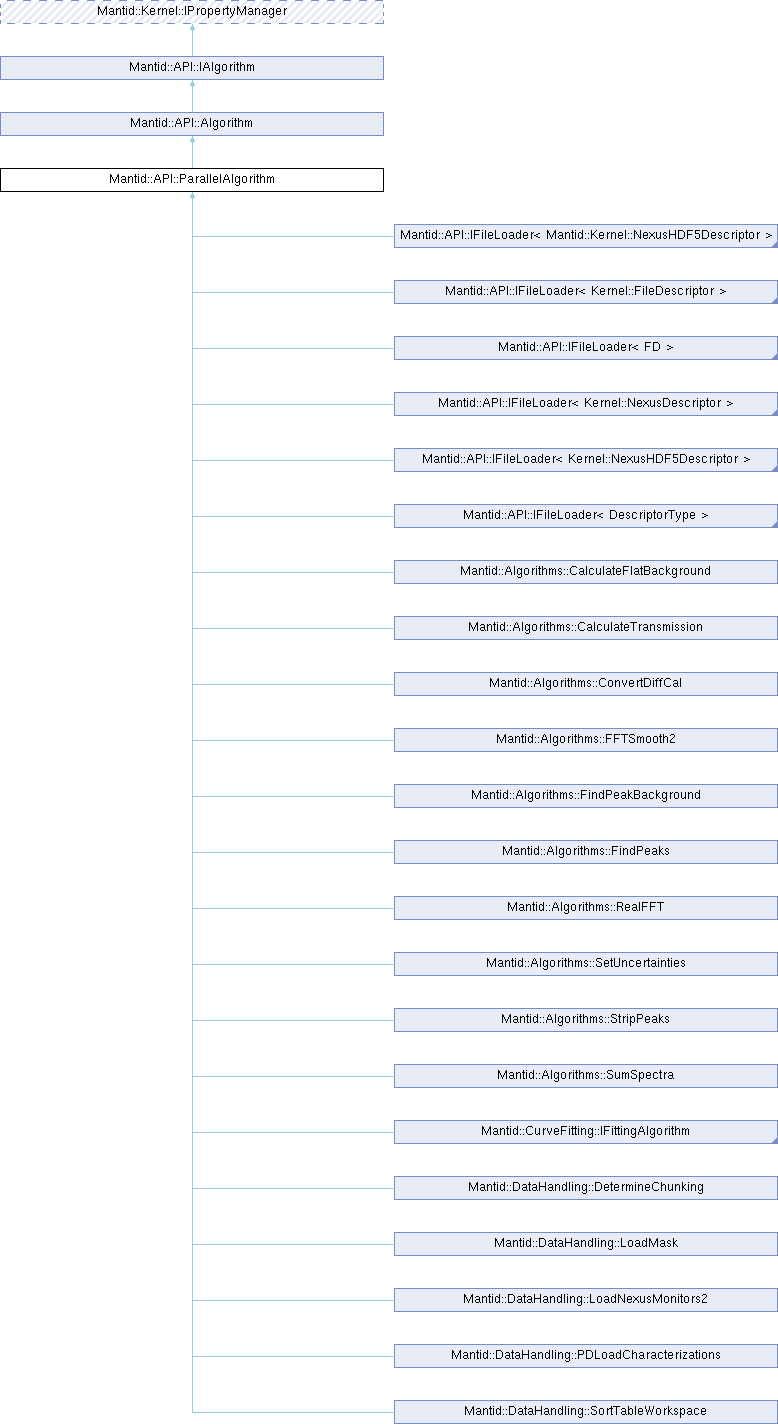 Mantid::Kernel::IPropertyManager
Mantid::API::IAlgorithm
Mantid::API::Algorithm
Mantid::API::ParallelAlgorithm
Mantid::API::IFileLoader< Mantid::Kernel::NexusHDF5Descriptor >
Mantid::API::IFileLoader< Kernel::FileDescriptor >
Mantid::API::IFileLoader< FD >
Mantid::API::IFileLoader< Kernel::NexusDescriptor >
Mantid::API::IFileLoader< Kernel::NexusHDF5Descriptor >
Mantid::API::IFileLoader< DescriptorType >
Mantid::Algorithms::CalculateFlatBackground
Mantid::Algorithms::CalculateTransmission
Mantid::Algorithms::ConvertDiffCal
Mantid::Algorithms::FFTSmooth2
Mantid::Algorithms::FindPeakBackground
Mantid::Algorithms::FindPeaks
Mantid::Algorithms::RealFFT
Mantid::Algorithms::SetUncertainties
Mantid::Algorithms::StripPeaks
Mantid::Algorithms::SumSpectra
Mantid::CurveFitting::IFittingAlgorithm
Mantid::DataHandling::DetermineChunking
Mantid::DataHandling::LoadMask
Mantid::DataHandling::LoadNexusMonitors2
Mantid::DataHandling::PDLoadCharacterizations
Mantid::DataHandling::SortTableWorkspace